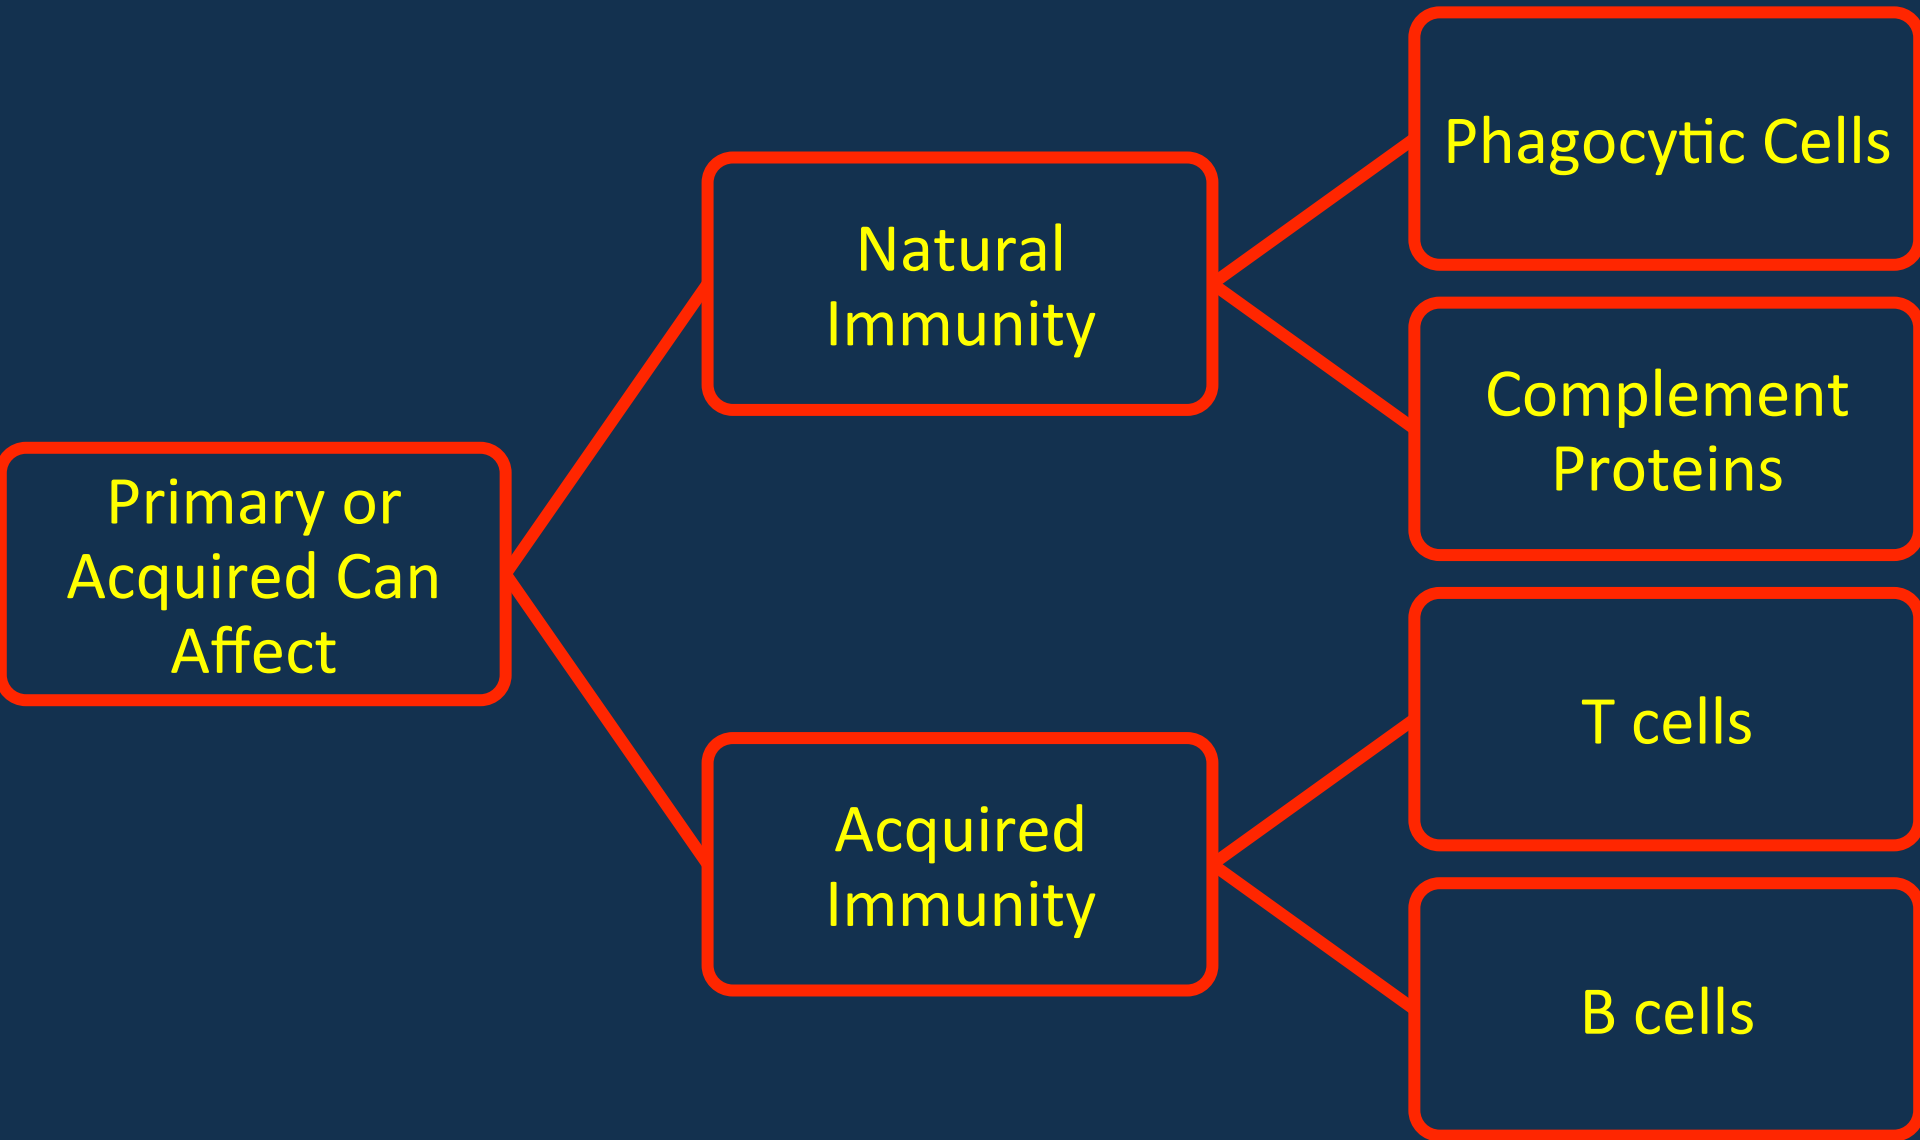 Primary or
Acquired Can
Affect
Natural
Immunity
Phagocytic Cells
Complement
Proteins
Acquired
Immunity
T cells
B cells